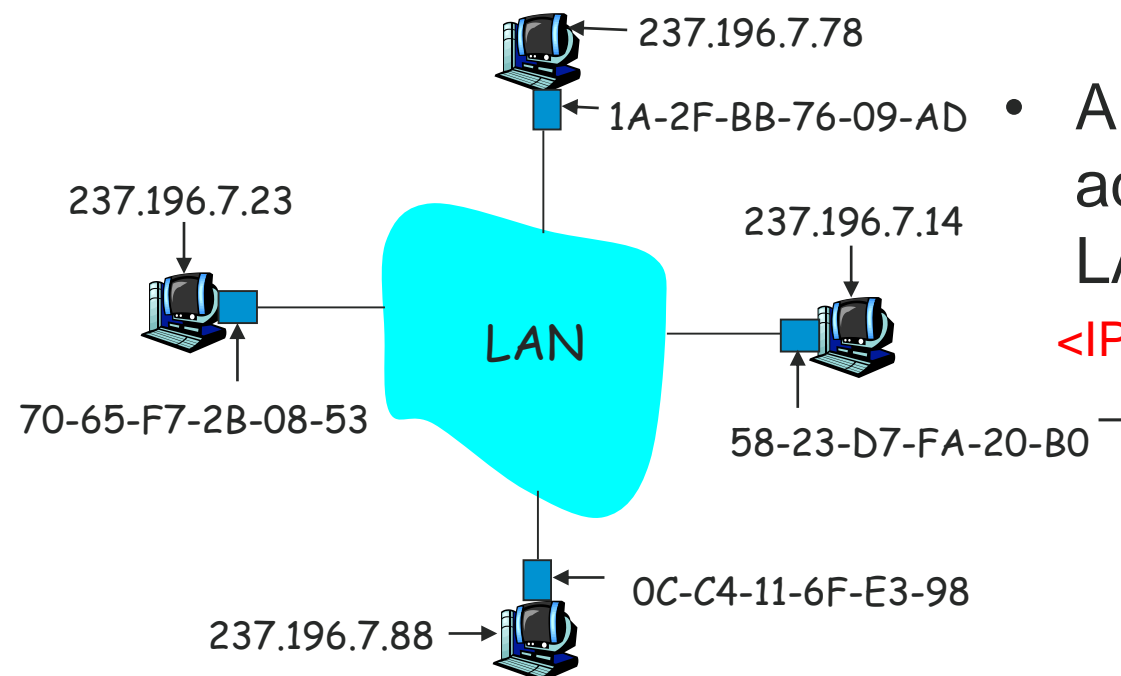 237.196.7.78
1A-2F-BB-76-09-AD
237.196.7.23
237.196.7.14
LAN
70-65-F7-2B-08-53
58-23-D7-FA-20-B0
0C-C4-11-6F-E3-98
237.196.7.88
• A
LA
<IP
–